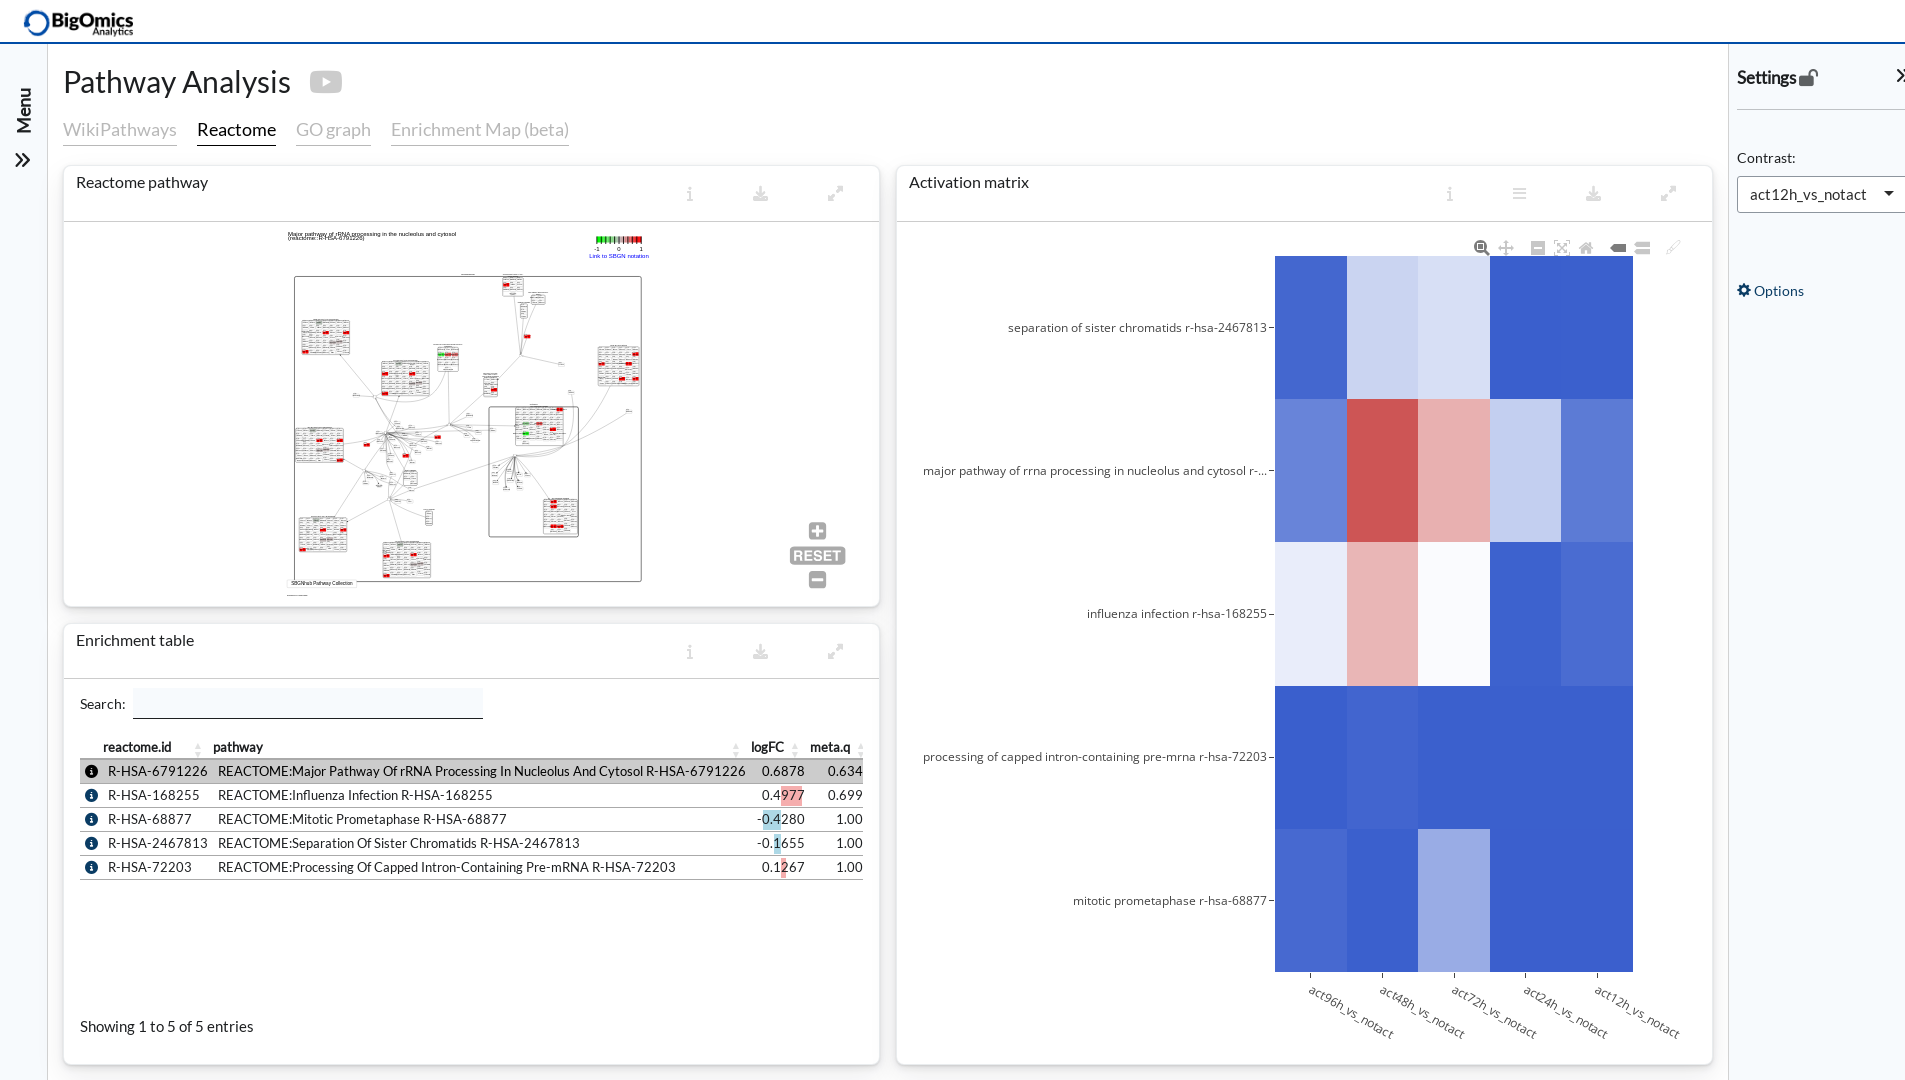 BigOmics
Analytics
Menu
Pathway Analysis
WikiPathways Reactome GO graph Enrichment Map (beta)
Reactome pathway
Major pathway of rRNA processing in the nucleolus and cytosol
(reactome::R-HSA-6791226)
-1 0 1
Link to SBGN notation
SBGNhub Pathway Collection
RESET
Enrichment table
Search:
reactome.id pathway logFC meta.q
R-HSA-6791226 REACTOME:Major Pathway Of rRNA Processing In Nucleolus And Cytosol R-HSA-6791226 0.6878 0.634
R-HSA-168255 REACTOME:Influenza Infection R-HSA-168255 0.4977 0.699
R-HSA-68877 REACTOME:Mitotic Prometaphase R-HSA-68877 -0.4280 1.00
R-HSA-2467813 REACTOME:Separation Of Sister Chromatids R-HSA-2467813 -0.1655 1.00
R-HSA-72203 REACTOME:Processing Of Capped Intron-Containing Pre-mRNA R-HSA-72203 0.1267 1.00
Showing 1 to 5 of 5 entries
Activation matrix
separation of sister chromatids r-hsa-2467813
major pathway of rrna processing in nucleolus and cytosol r-...
influenza infection r-hsa-168255
processing of capped intron-containing pre-mrna r-hsa-72203
mitotic prometaphase r-hsa-68877
act96h_vs_notact
act48h_vs_notact
act72h_vs_notact
act24h_vs_notact
act12h_vs_notact
Settings
Contrast:
act12h_vs_notact
Options